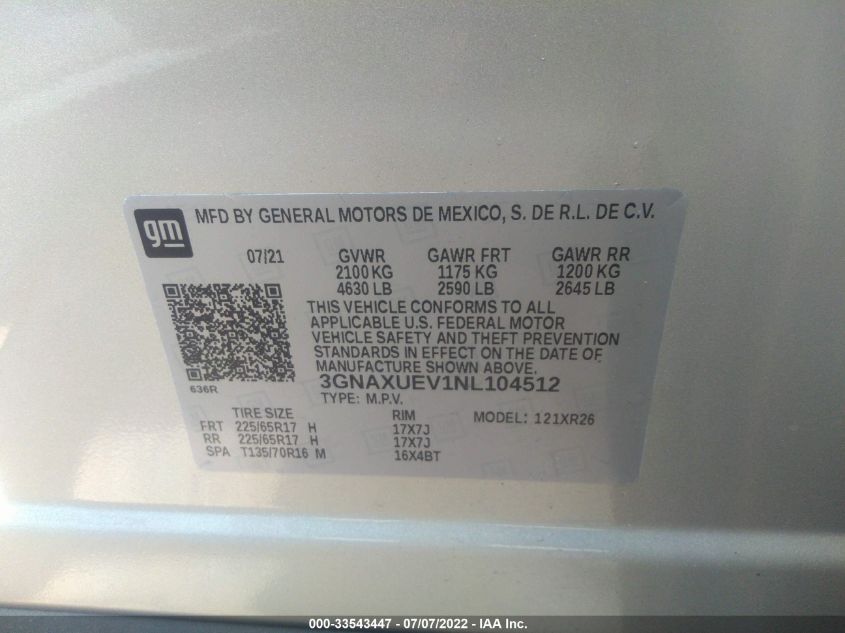 gm
MFD BY GENERAL MOTORS DE MEXICO, S. DE R.L. DE C.V.
07/21 GVWR GAWR FRT GAWR RR
2100 KG 1175 KG 1200 KG
4630 LB 2590 LB 2645 LB
THIS VEHICLE CONFORMS TO ALL
APPLICABLE U.S. FEDERAL MOTOR
VEHICLE SAFETY AND THEFT PREVENTION
STANDARDS IN EFFECT ON THE DATE OF
MANUFACTURE SHOWN ABOVE.
3GNAXUEV1NL104512
636R TYPE: M.P.V.
TIRE SIZE RIM MODEL: 121XR26
FRT 225/65R17 H 17X7J
RR 225/65R17 H 17X7J
SPA T135/70R16 M 16X4BT
000-33543447 - 07/07/2022 - IAA Inc.